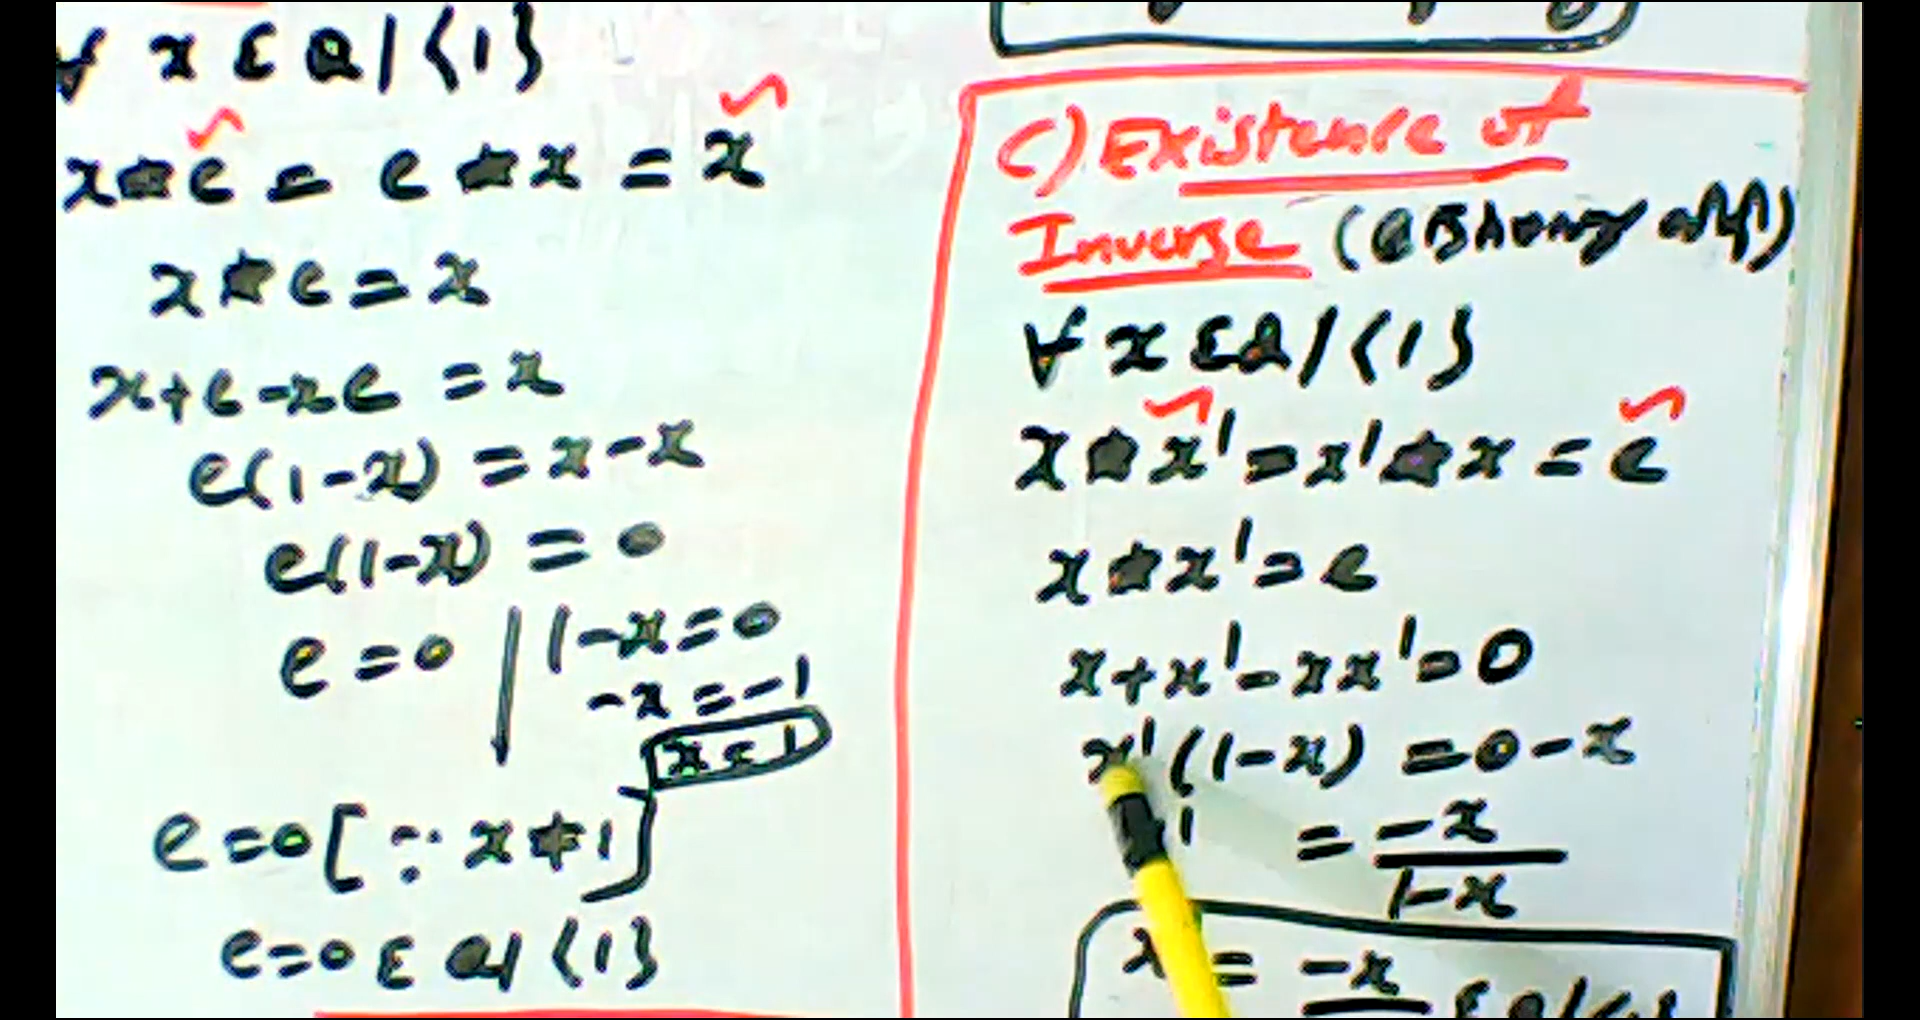 ∀ x ε Q / {1}
x * e = e * x = x
x * e = x
x + e - xe = x
e(1-x) = x-x
e(1-x) = 0
e = 0 | 1-x = 0
-x = -1
x = 1
e = 0 [∵ x ≠ 1]
e = 0 ε Q / {1}
C) Existence of
Inverse
∀ x ε Q / {1}
x * x' = x' * x = e
x * x' = e
x + x' - xx' = 0
x'(1-x) = 0-x
' = -x/1-x
x = -x